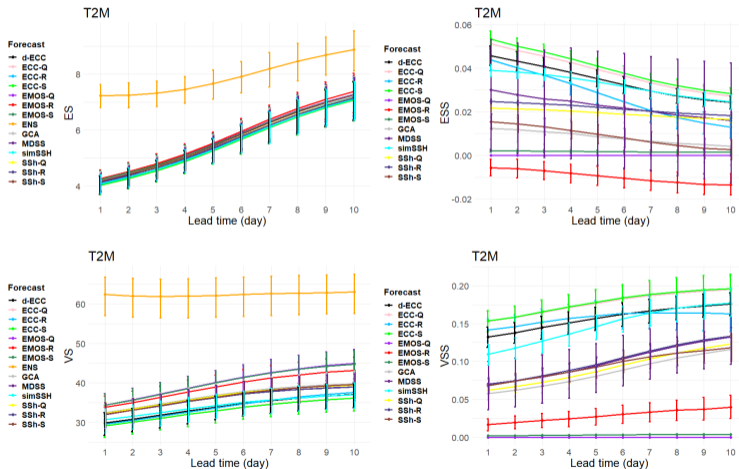 T2M
Forecast
d-ECC
ECC-Q
ECC-R
ECC-S
EMOS-Q
EMOS-R
EMOS-S
ENS
GCA
MDSS
simSSH
SSh-Q
SSh-R
SSh-S
ES
8
6
4
1 2 3 4 5 6 7 8 9 10
Lead time (day)
T2M
Forecast
d-ECC
ECC-Q
ECC-R
ECC-S
EMOS-Q
EMOS-R
EMOS-S
GCA
MDSS
simSSH
SSh-Q
SSh-R
SSh-S
ESS
0.06
0.04
0.02
0.00
-0.02
1 2 3 4 5 6 7 8 9 10
Lead time (day)
T2M
Forecast
d-ECC
ECC-Q
ECC-R
ECC-S
EMOS-Q
EMOS-R
EMOS-S
ENS
GCA
MDSS
simSSH
SSh-Q
SSh-R
SSh-S
VS
60
50
40
30
1 2 3 4 5 6 7 8 9 10
Lead time (day)
T2M
Forecast
d-ECC
ECC-Q
ECC-R
ECC-S
EMOS-Q
EMOS-R
EMOS-S
GCA
MDSS
simSSH
SSh-Q
SSh-R
SSh-S
VSS
0.20
0.15
0.10
0.05
0.00
1 2 3 4 5 6 7 8 9 10
Lead time (day)